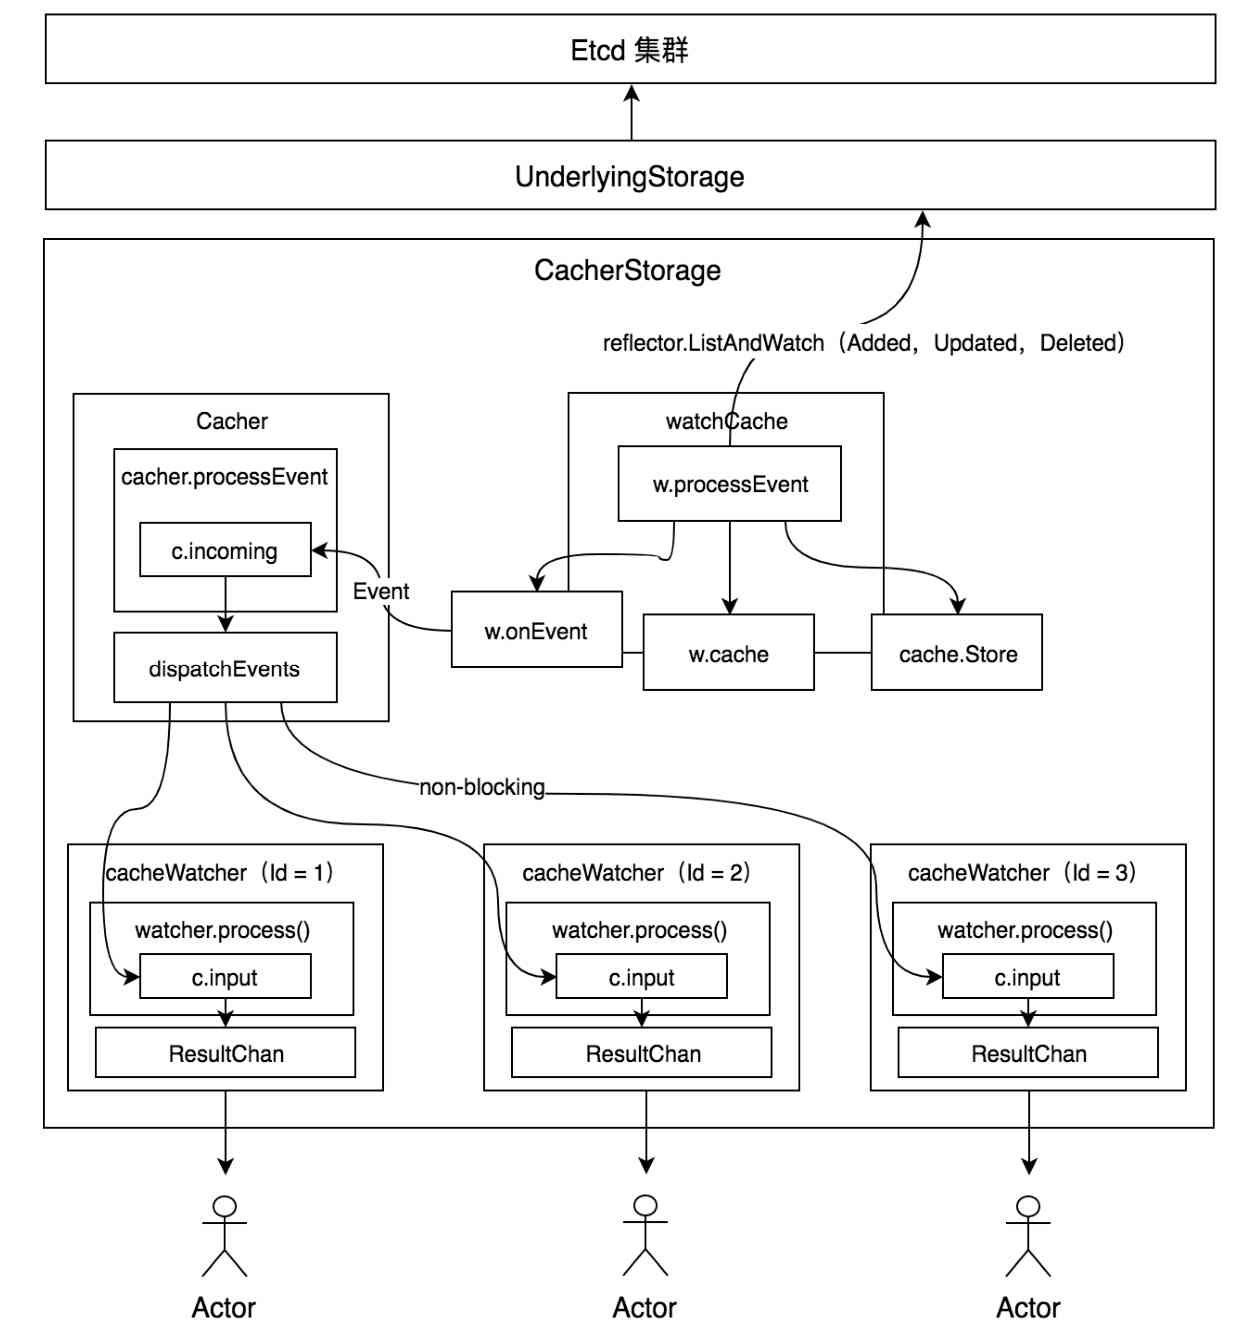 Etcd 集群
UnderlyingStorage
CacherStorage
reflector.ListAndWatch（Added，Updated，Deleted）
Cacher
watchCache
cacher.processEvent
w.processEvent
c.incoming
Event
w.onEvent
w.cache
cache.Store
dispatchEvents
non-blocking
cacheWatcher（Id = 1）
cacheWatcher（Id = 2）
cacheWatcher（Id = 3）
watcher.process()
watcher.process()
watcher.process()
c.input
c.input
c.input
ResultChan
ResultChan
ResultChan
Actor
Actor
Actor